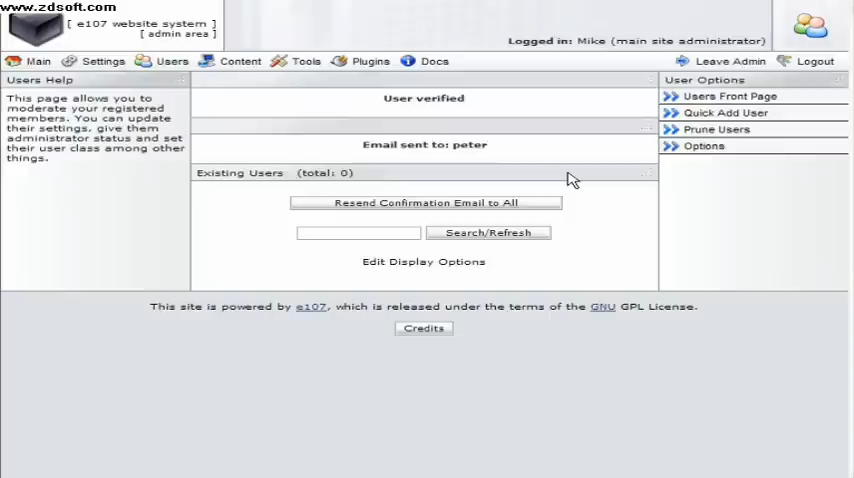 www.zdsoft.com
[ e107 website system ]
[ admin area ]
Logged in: Mike (main site administrator)
Main Settings Users Content Tools Plugins Docs Leave Admin Logout
Users Help
This page allows you to
moderate your registered
members. You can update
their settings, give them
administrator status and set
their user class among other
things.
User verified
Email sent to: peter
Existing Users (total: 0)
Resend Confirmation Email to All
Search/Refresh
Edit Display Options
User Options
Users Front Page
Quick Add User
Prune Users
Options
This site is powered by e107, which is released under the terms of the GNU GPL License.
Credits